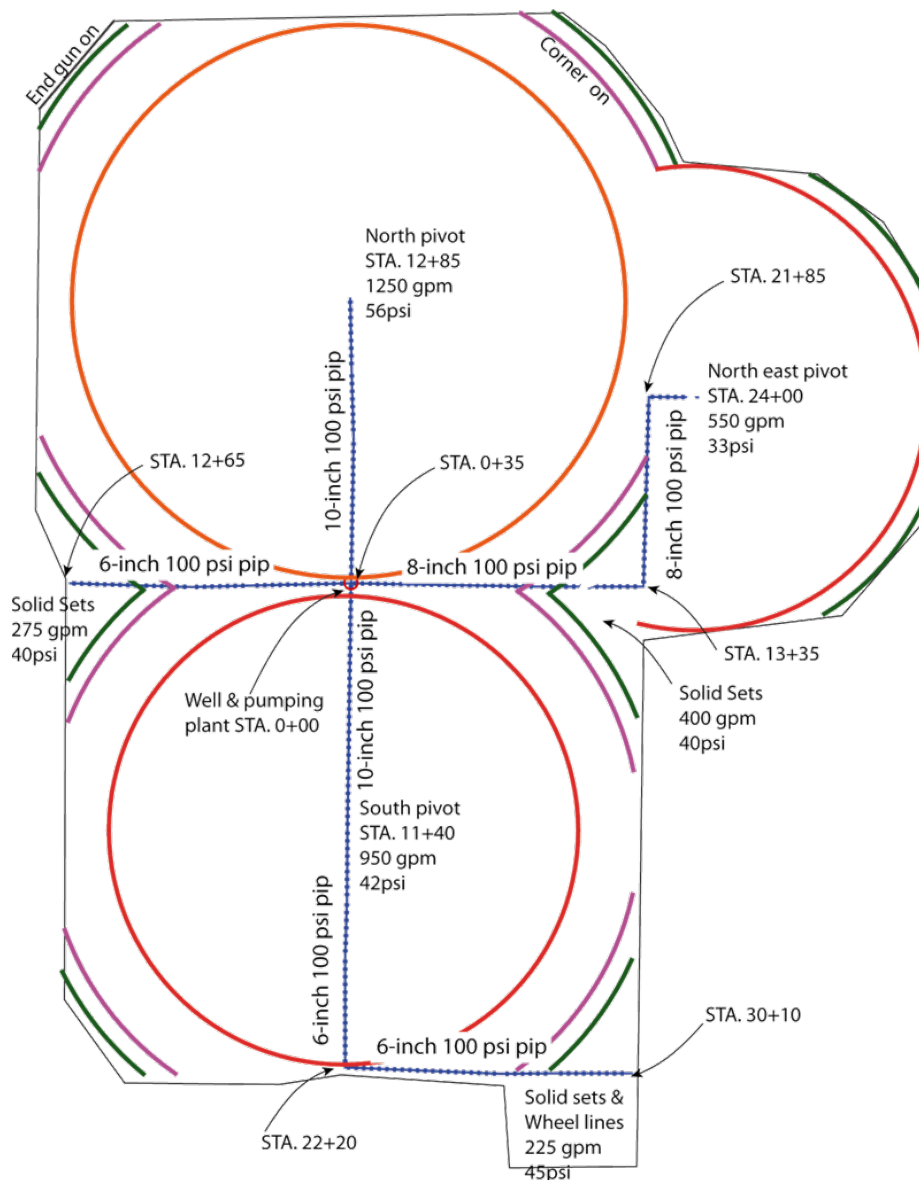 End gun on
Corner on
North pivot
STA. 12+85
1250 gpm
56psi
STA. 21+85
North east pivot
STA. 24+00
550 gpm
33psi
10-inch 100 psi pip
8-inch 100 psi pip
STA. 12+65
STA. 0+35
6-inch 100 psi pip
8-inch 100 psi pip
Solid Sets
275 gpm
40psi
STA. 13+35
Well & pumping
plant STA. 0+00
10-inch 100 psi pip
Solid Sets
400 gpm
40psi
South pivot
STA. 11+40
950 gpm
42psi
6-inch 100 psi pip
STA. 30+10
6-inch 100 psi pip
STA. 22+20
Solid sets &
Wheel lines
225 gpm
45psi